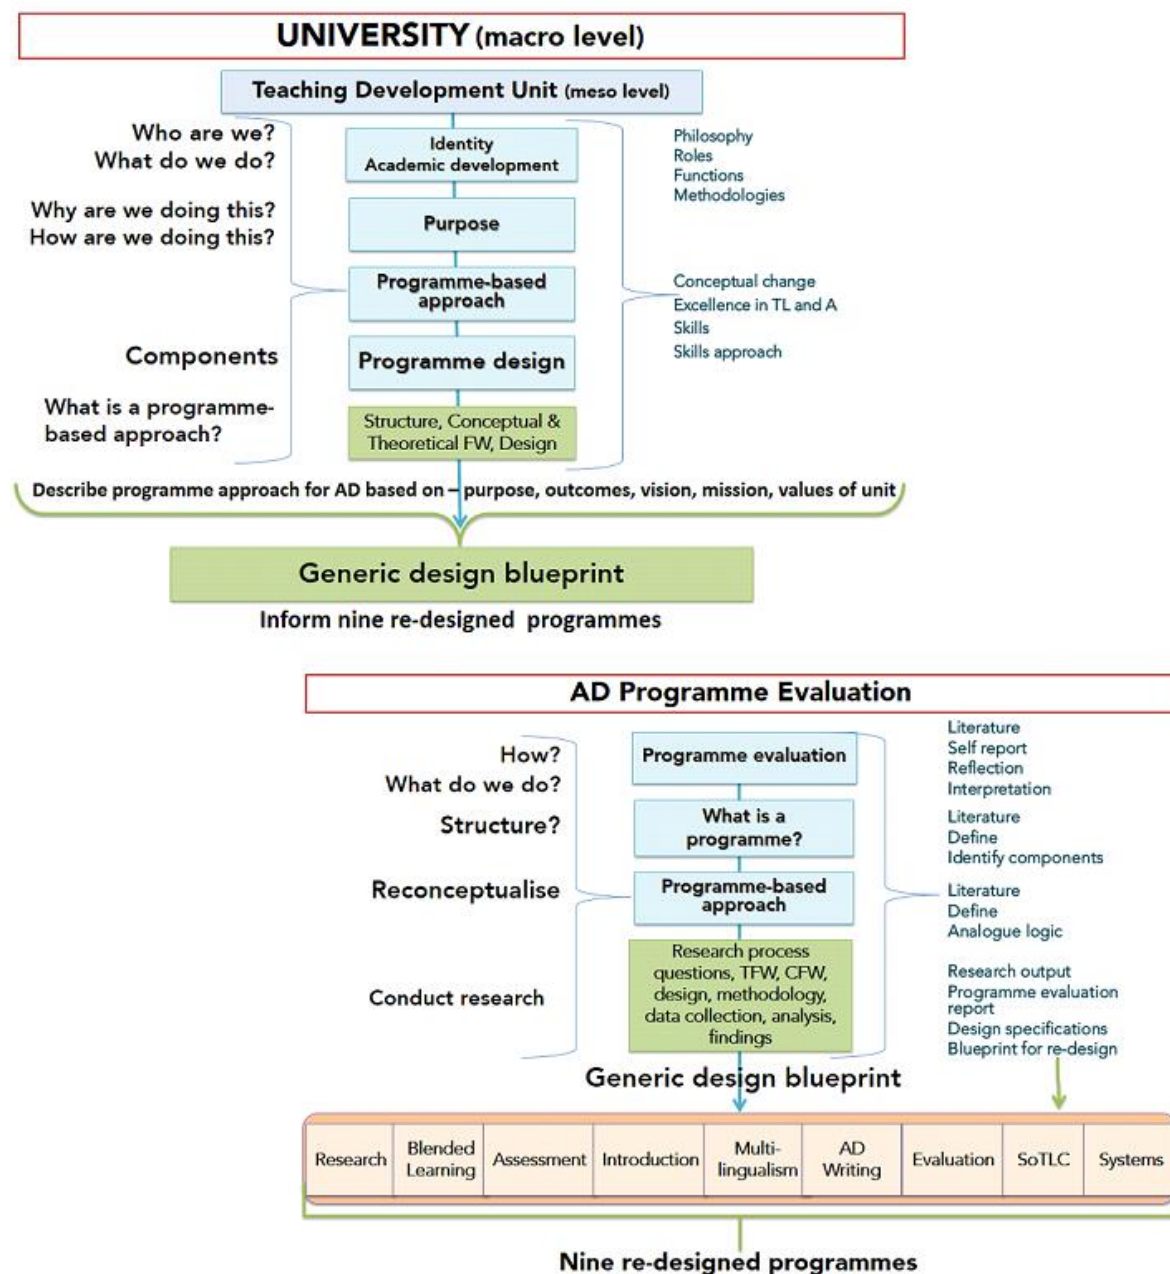 UNIVERSITY (macro level)
Teaching Development Unit (meso level)
Who are we?
What do we do?
Identity
Academic development
Philosophy
Roles
Functions
Methodologies
Why are we doing this?
How are we doing this?
Purpose
Programme-based
approach
Conceptual change
Excellence in TL and A
Skills
Skills approach
Components
Programme design
What is a programme-
based approach?
Structure, Conceptual &
Theoretical FW, Design
Describe programme approach for AD based on – purpose, outcomes, vision, mission, values of unit
Generic design blueprint
Inform nine re-designed programmes
AD Programme Evaluation
How?
What do we do?
Programme evaluation
Literature
Self report
Reflection
Interpretation
Structure?
What is a
programme?
Literature
Define
Identify components
Reconceptualise
Programme-based
approach
Literature
Define
Analogue logic
Conduct research
Research process
questions, TFW, CFW,
design, methodology,
data collection, analysis,
findings
Research output
Programme evaluation
report
Design specifications
Blueprint for re-design
Generic design blueprint
Research
Blended
Learning
Assessment
Introduction
Multi-
lingualism
AD
Writing
Evaluation
SoTLC
Systems
Nine re-designed programmes